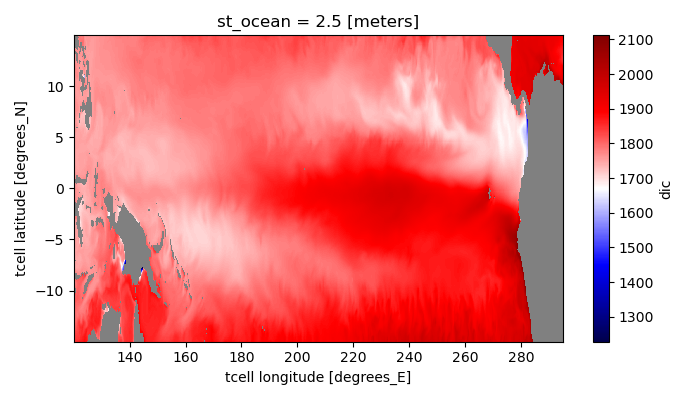 st_ocean = 2.5 [meters]
10
5
0
−5
−10
tcell latitude [degrees_N]
140 160 180 200 220 240 260 280
tcell longitude [degrees_E]
2100
2000
1900
1800
1700
1600
1500
1400
1300
dic